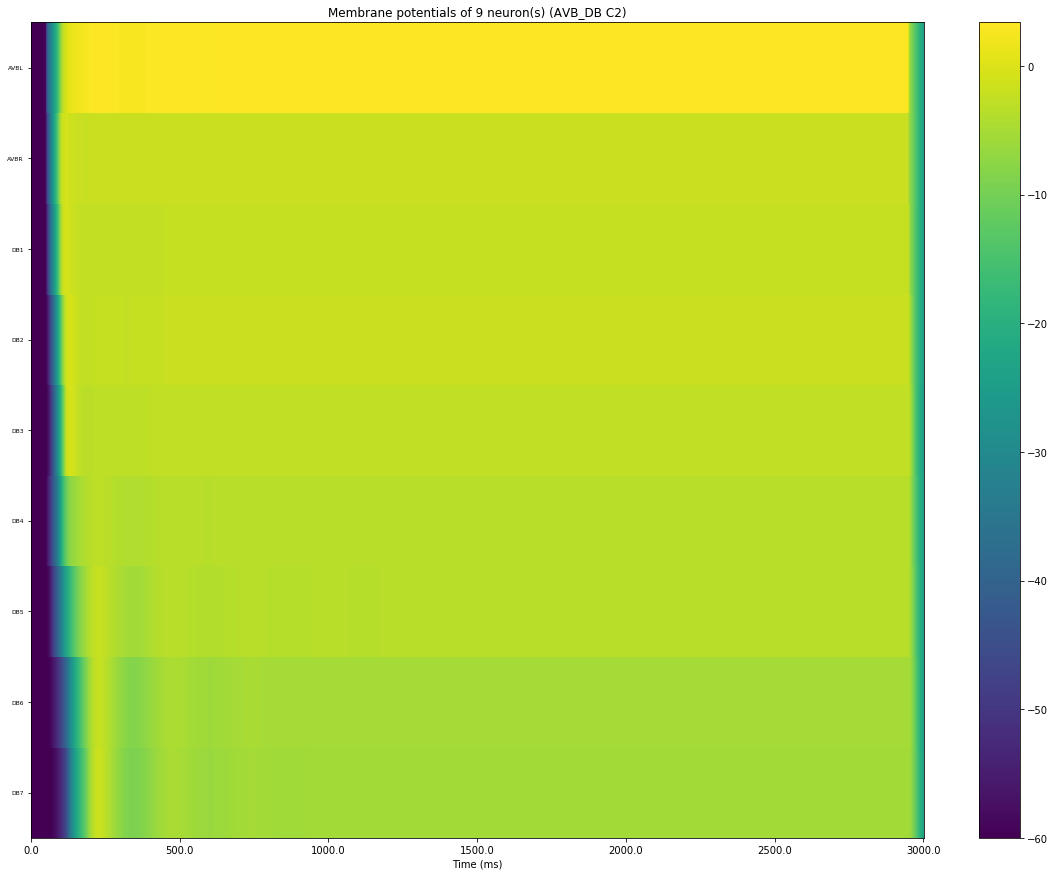 Membrane potentials of 9 neuron(s) (AVB_DB C2)
AVBL
AVBR
DB1
DB2
DB3
DB4
DB5
DB6
DB7
0.0 500.0 1000.0 1500.0 2000.0 2500.0 3000.0
Time (ms)
0
−10
−20
−30
−40
−50
−60